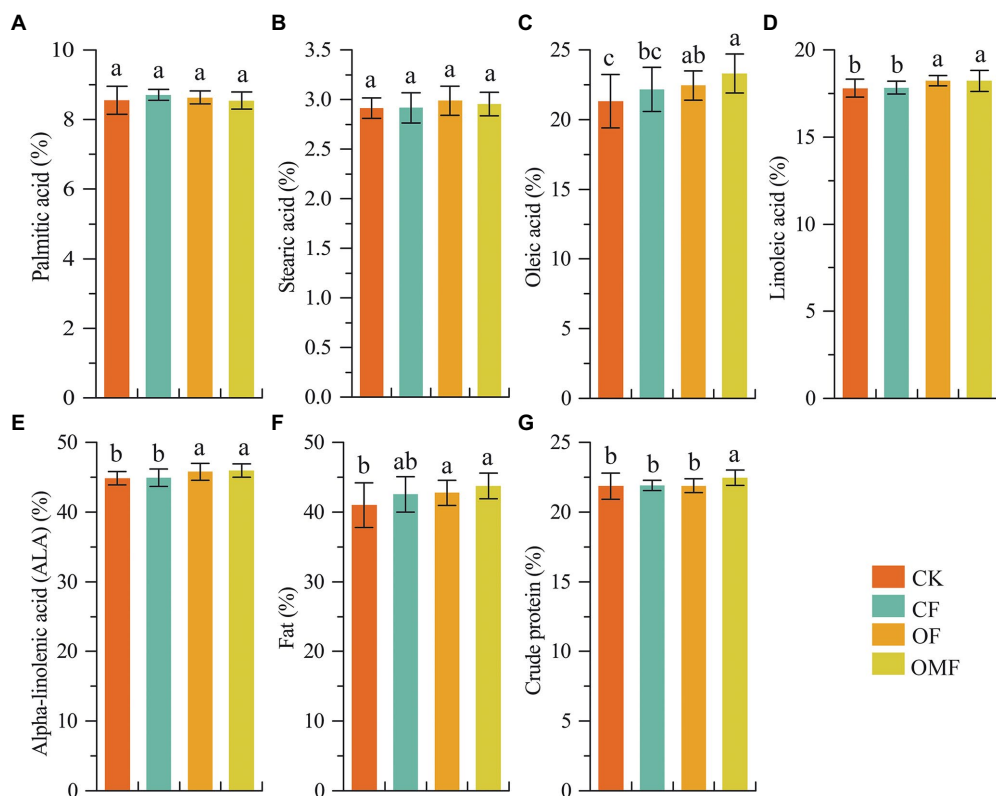 A
Palmitic acid (%)
10
8
6
4
2
0
a a a a
B
Stearic acid (%)
3.5
3.0
2.5
2.0
1.5
1.0
0.5
0.0
a a a a
C
Oleic acid (%)
25
20
15
10
5
0
c bc ab a
D
Linoleic acid (%)
20
15
10
5
0
b b a a
E
Alpha-linolenic acid (ALA) (%)
50
40
30
20
10
0
b b a a
F
Fat (%)
50
40
30
20
10
0
b ab a a
G
Crude protein (%)
25
20
15
10
5
0
b b b a
CK
CF
OF
OMF